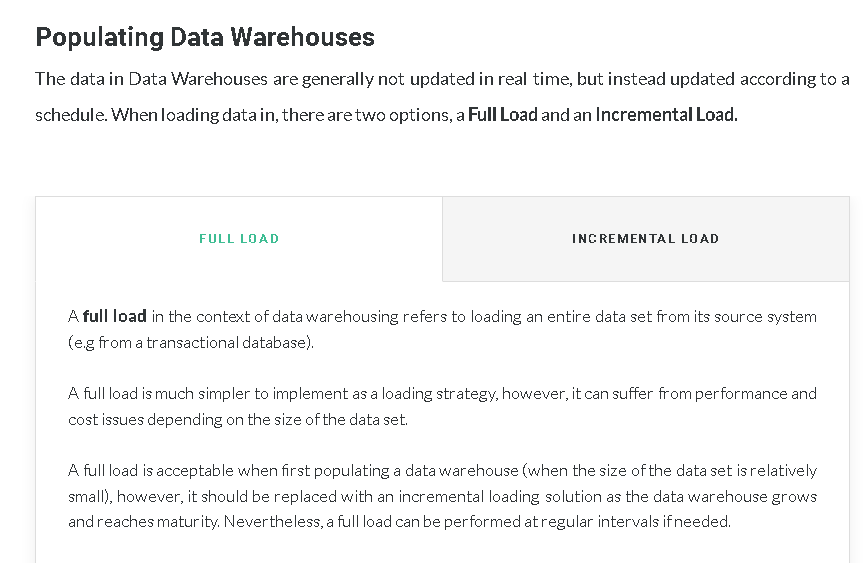 Populating Data Warehouses
The data in Data Warehouses are generally not updated in real time, but instead updated according to a
schedule. When loading data in, there are two options, a Full Load and an Incremental Load.
FULL LOAD
INCREMENTAL LOAD
A full load in the context of data warehousing refers to loading an entire data set from its source system
(e.g from a transactional database).
A full load is much simpler to implement as a loading strategy, however, it can suffer from performance and
cost issues depending on the size of the data set.
A full load is acceptable when first populating a data warehouse (when the size of the data set is relatively
small), however, it should be replaced with an incremental loading solution as the data warehouse grows
and reaches maturity. Nevertheless, a full load can be performed at regular intervals if needed.